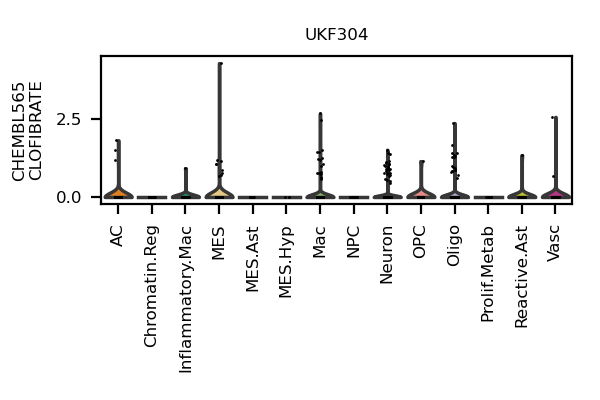 UKF304
CHEMBL565
CLOFIBRATE
2.5
0.0
AC
Chromatin.Reg
Inflammatory.Mac
MES
MES.Ast
MES.Hyp
Mac
NPC
Neuron
OPC
Oligo
Prolif.Metab
Reactive.Ast
Vasc